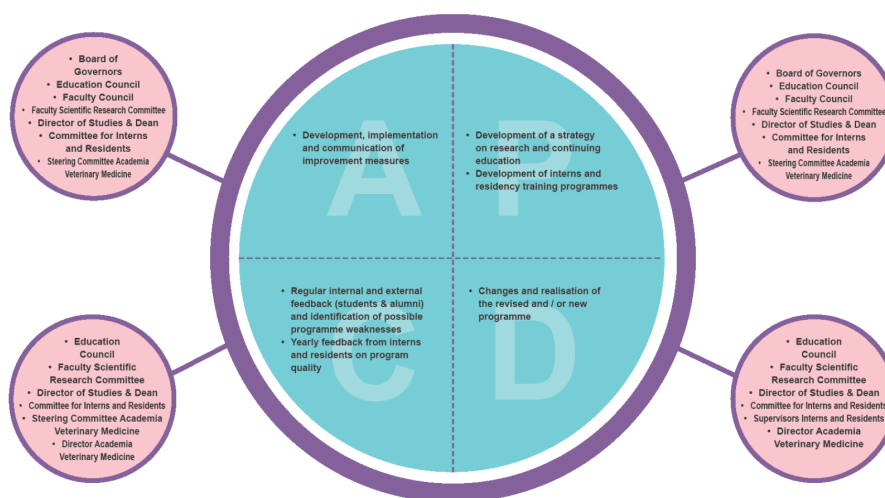 • Board of
Governors
• Education Council
• Faculty Council
• Faculty Scientific Research Committee
• Director of Studies & Dean
• Committee for Interns
and Residents
• Steering Committee Academia
Veterinary Medicine
A
• Development, implementation
and communication of
improvement measures
P
• Development of a strategy
on research and continuing
education
• Development of interns and
residency training programmes
• Board of Governors
• Education Council
• Faculty Council
• Faculty Scientific Research Committee
• Director of Studies & Dean
• Committee for Interns
and Residents
• Steering Committee Academia
Veterinary Medicine
• Education
Council
• Faculty Scientific
Research Committee
• Director of Studies & Dean
• Committee for Interns and Residents
• Steering Committee Academia
Veterinary Medicine
• Director Academia
Veterinary Medicine
C
• Regular internal and external
feedback (students & alumni)
and identification of possible
programme weaknesses
• Yearly feedback from interns
and residents on program
quality
D
• Changes and realisation of
the revised and / or new
programme
• Education
Council
• Faculty Scientific
Research Committee
• Director of Studies & Dean
• Committee for Interns and Residents
• Supervisors Interns and Residents
• Director Academia
Veterinary Medicine